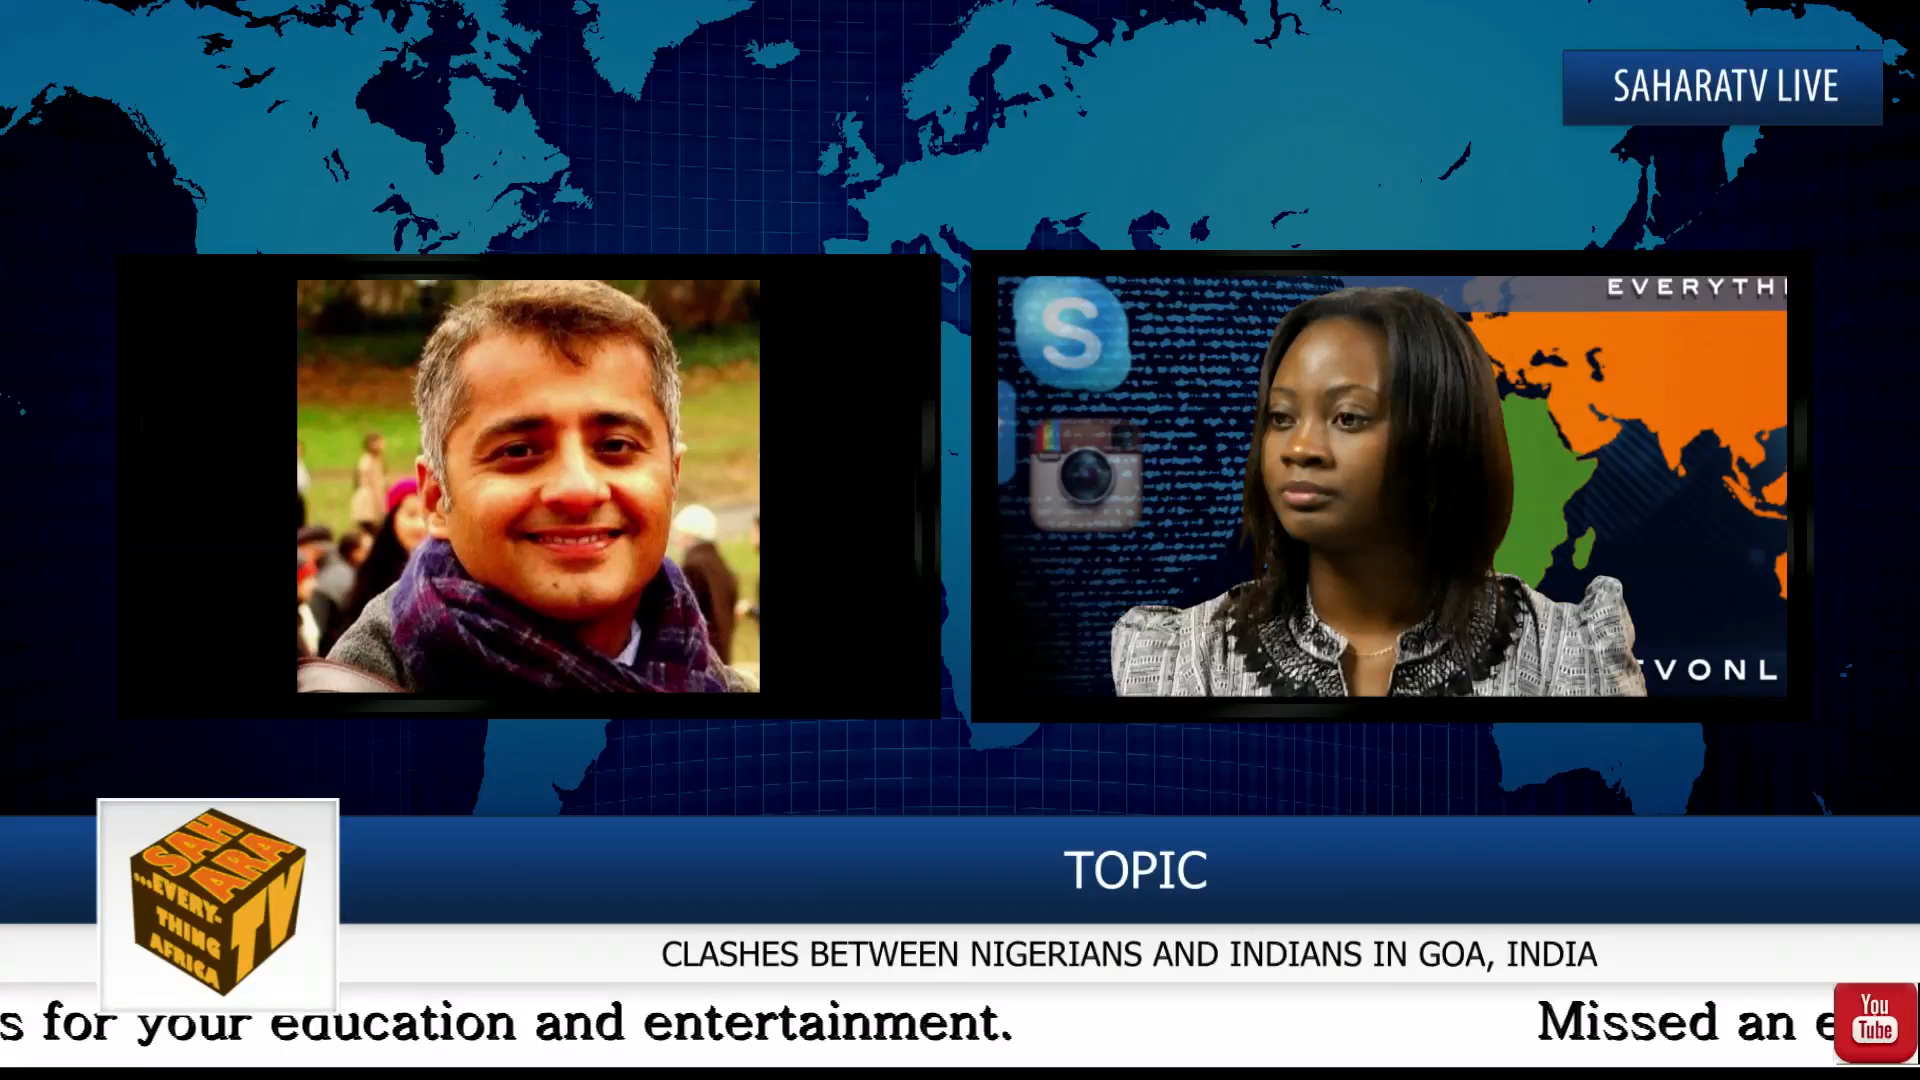 SAHARATV LIVE
EVERYTHI
S
VONL
SAH
ARA
TV
...EVERY-
THING
AFRICA
TOPIC
CLASHES BETWEEN NIGERIANS AND INDIANS IN GOA, INDIA
s for your education and entertainment.
Missed an e
You
Tube